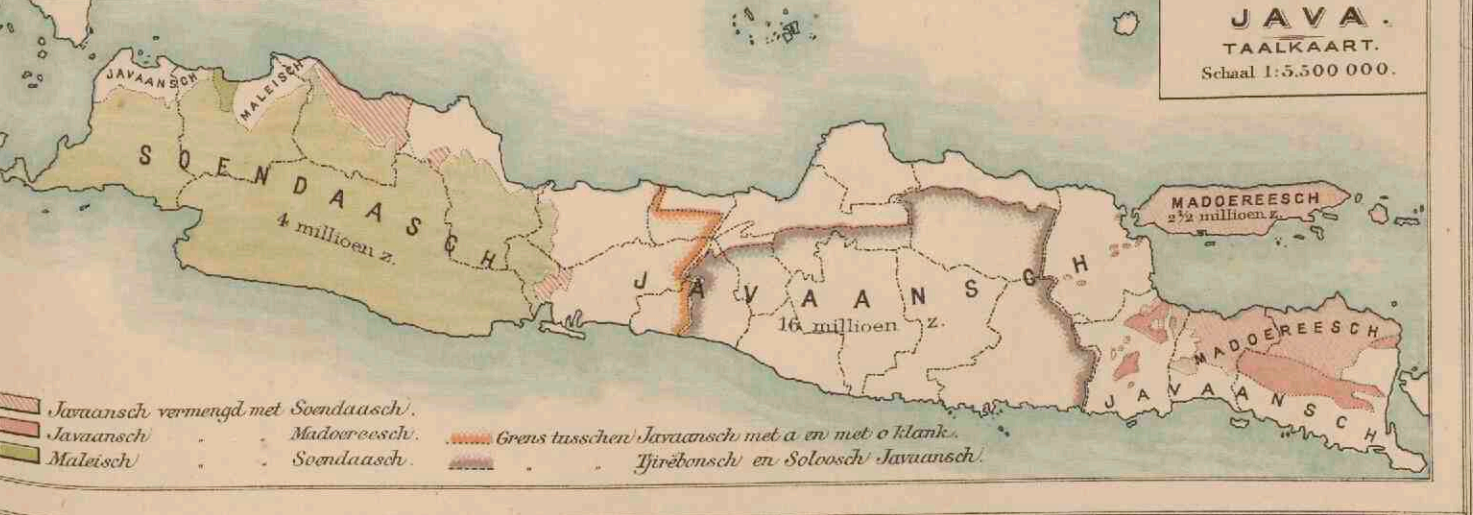 JAVA.
TAALKAART.
Schaal 1:5.500 000.
JAVAANSCH
MALEISCH
SOENDAASCH
4 millioen z.
MADOEREESCH
2½ millioen z.
JAVAANSCH
16 millioen z.
MADOEREESCH
JAVAANSCH
Javaansch vermengd met Soendaasch.
Javaansch " " Madoereesch.
Maleisch " " Soendaasch.
Grens tusschen Javaansch met a en met o klank.
" " Tjirĕbonsch en Soloosch Javaansch.